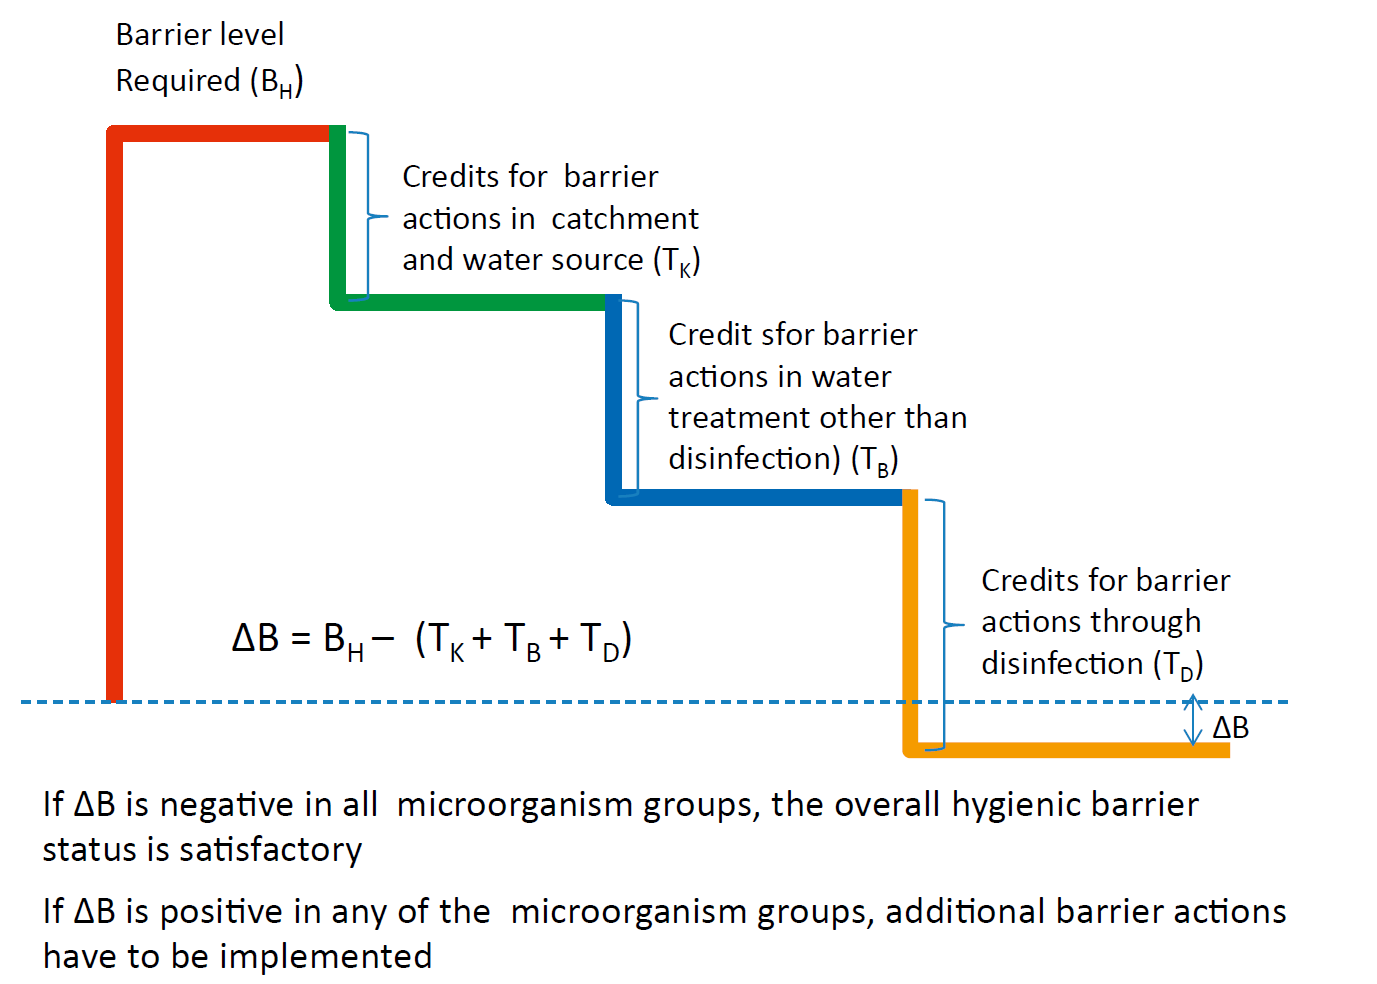 Barrier level
Required (BH)
Credits for barrier
actions in catchment
and water source (TK)
Credit sfor barrier
actions in water
treatment other than
disinfection) (TB)
Credits for barrier
actions through
disinfection (TD)
ΔB = BH – (TK + TB + TD)
ΔB
If ΔB is negative in all microorganism groups, the overall hygienic barrier
status is satisfactory
If ΔB is positive in any of the microorganism groups, additional barrier actions
have to be implemented